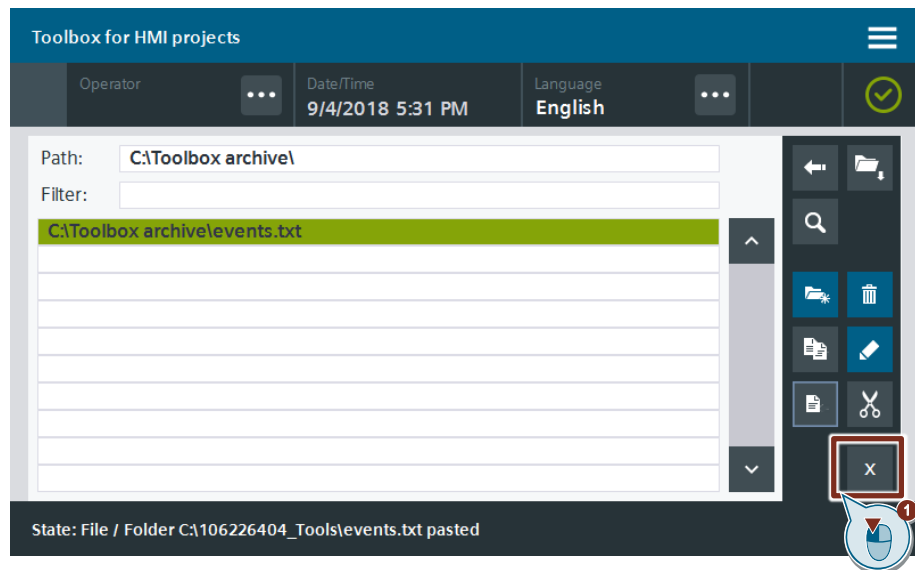 Toolbox for HMI projects
Operator
Date/Time
Language
9/4/2018 5:31 PM
English
Path: C:\Toolbox archive\
Filter:
C:\Toolbox archive\events.txt
X
1
State: File / Folder C:\106226404_Tools\events.txt pasted